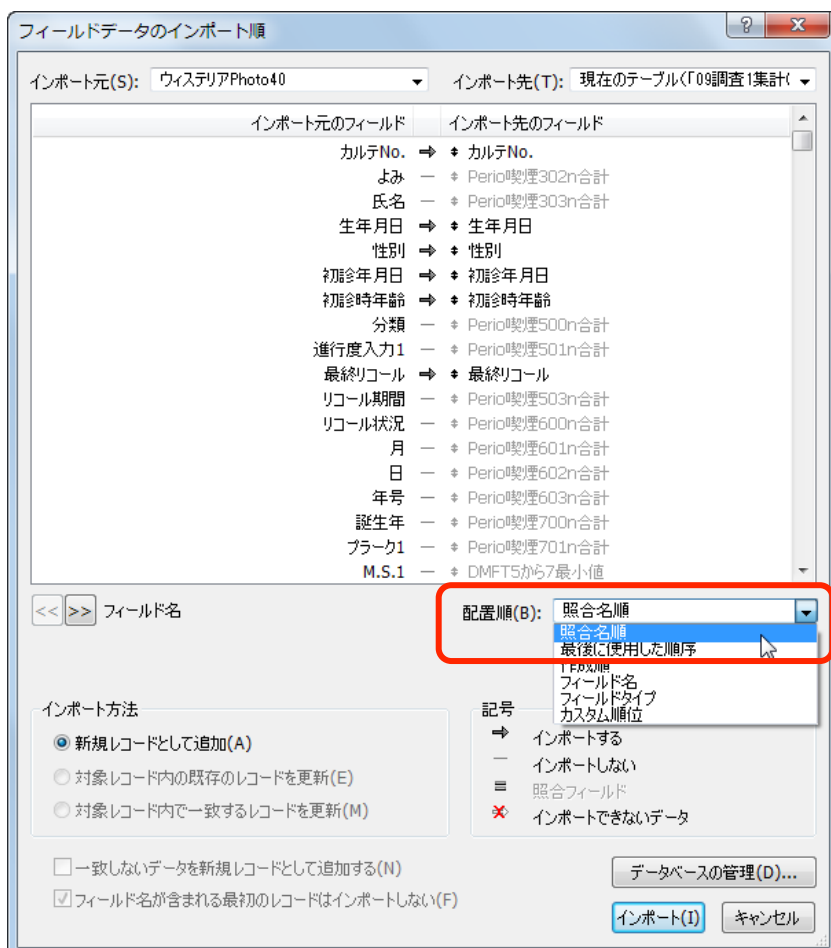 フィールドデータのインポート順
インポート元(S): ウィステリアPhoto40 インポート先(T): 現在のテーブル(「09調査1集計(
インポート元のフィールド インポート先のフィールド
カルテNo. ⇒ カルテNo.
よみ － Perio喫煙302n合計
氏名 － Perio喫煙303n合計
生年月日 ⇒ 生年月日
性別 ⇒ 性別
初診年月日 ⇒ 初診年月日
初診時年齢 ⇒ 初診時年齢
分類 － Perio喫煙500n合計
進行度入力1 － Perio喫煙501n合計
最終リコール ⇒ 最終リコール
リコール期間 － Perio喫煙503n合計
リコール状況 － Perio喫煙600n合計
月 － Perio喫煙601n合計
日 － Perio喫煙602n合計
年号 － Perio喫煙603n合計
誕生年 － Perio喫煙700n合計
プラーク1 － Perio喫煙701n合計
M.S.1 － DMFT5から7最小値
<< >> フィールド名 配置順(B): 照合名順
照合名順
最後に使用した順序
作成順
フィールド名
フィールドタイプ
カスタム順位
インポート方法
新規レコードとして追加(A)
対象レコード内の既存のレコードを更新(E)
対象レコード内で一致するレコードを更新(M)
記号
⇒ インポートする
－ インポートしない
≡ 照合フィールド
インポートできないデータ
一致しないデータを新規レコードとして追加する(N)
フィールド名が含まれる最初のレコードはインポートしない(F)
データベースの管理(D)...
インポート(I) キャンセル